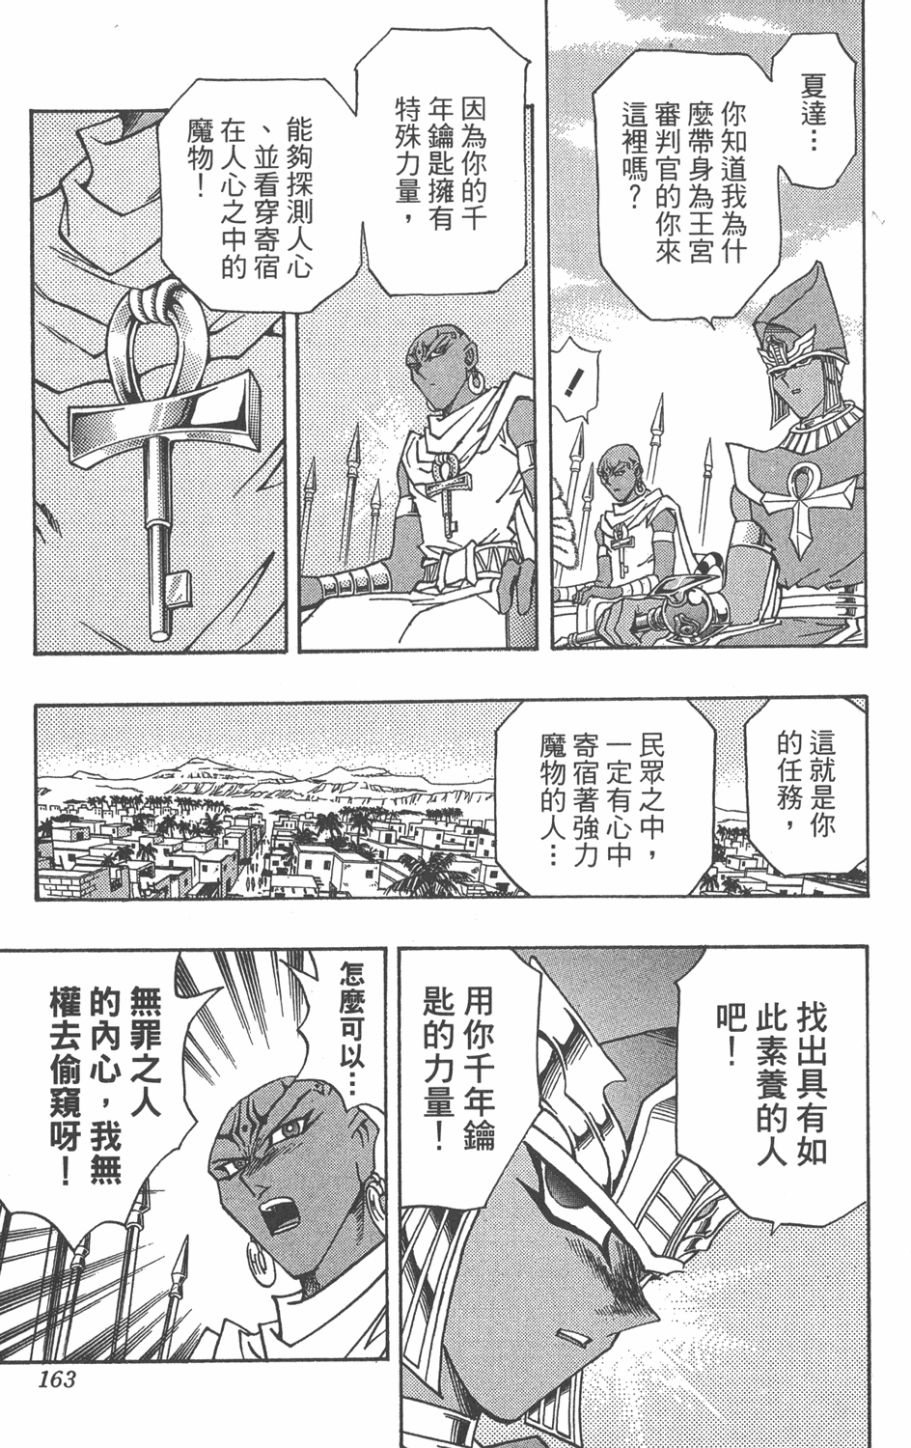 夏達…
你知道我為什
麼帶身為王宮
審判官的你來
這裡嗎?
!
因為你的千
年鑰匙擁有
特殊力量，
能夠探測人心
、並看穿寄宿
在人心之中的
魔物!
這就是你
的任務，
民眾之中，
一定有心中
寄宿著強力
魔物的人…
找出具有如
此素養的人
吧!
用你千年鑰
匙的力量!
怎麼可以…
無罪之人
的內心，我無
權去偷窺呀!
163